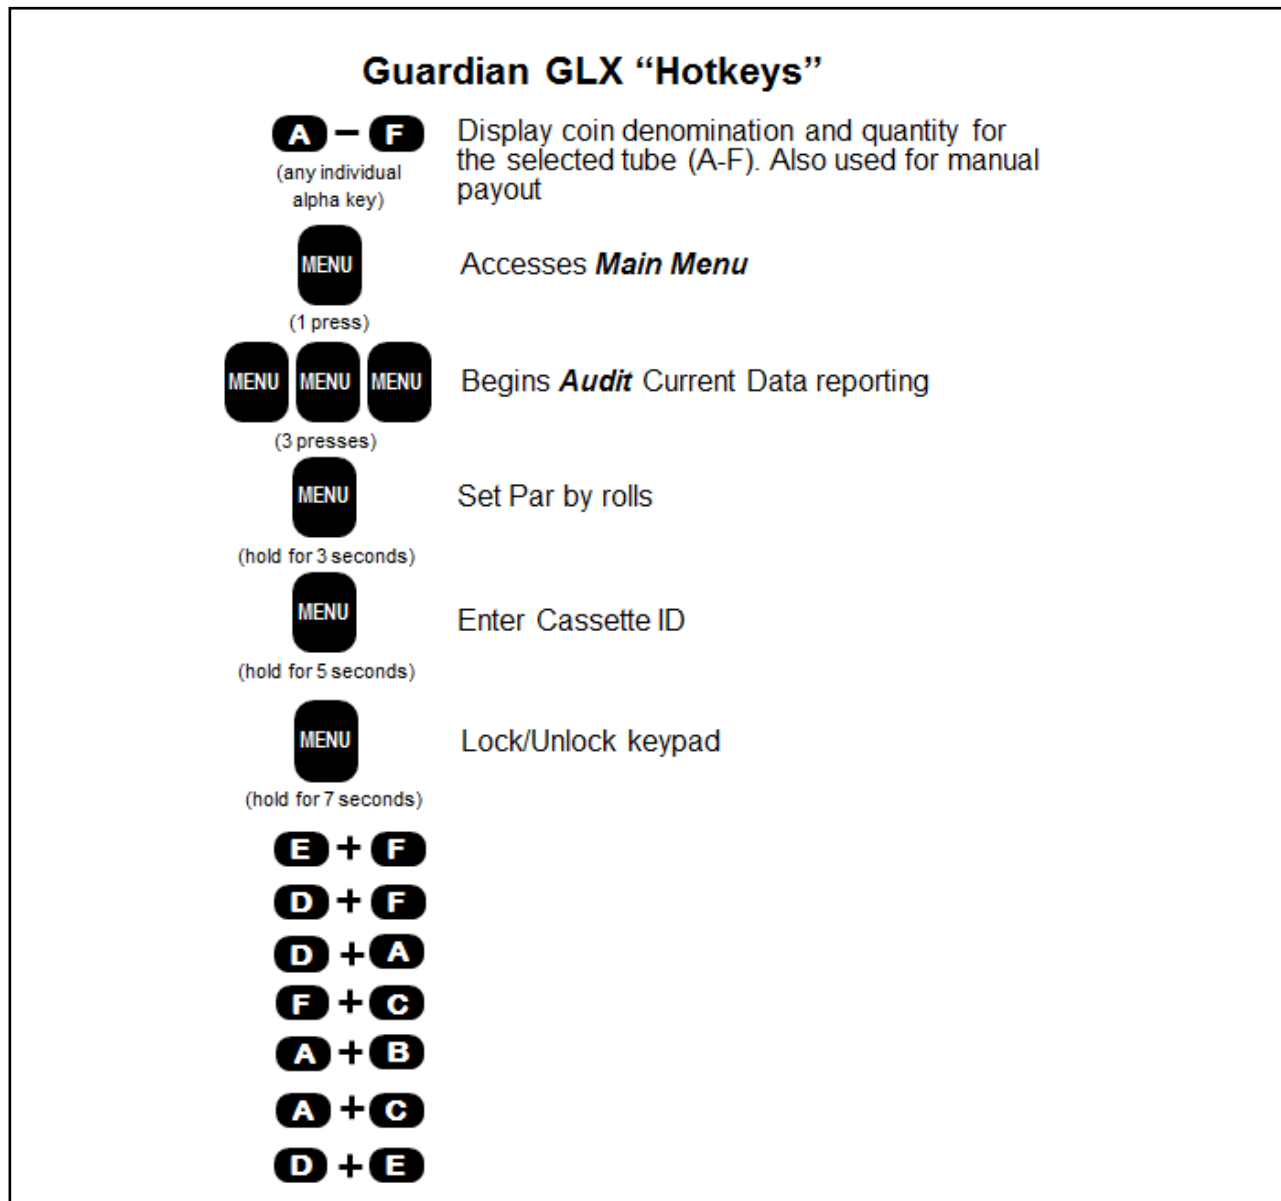 Guardian GLX “Hotkeys”
A – F Display coin denomination and quantity for
the selected tube (A-F). Also used for manual
payout
(any individual
alpha key)
MENU Accesses Main Menu
(1 press)
MENU MENU MENU Begins Audit Current Data reporting
(3 presses)
MENU Set Par by rolls
(hold for 3 seconds)
MENU Enter Cassette ID
(hold for 5 seconds)
MENU Lock/Unlock keypad
(hold for 7 seconds)
E + F
D + F
D + A
F + C
A + B
A + C
D + E